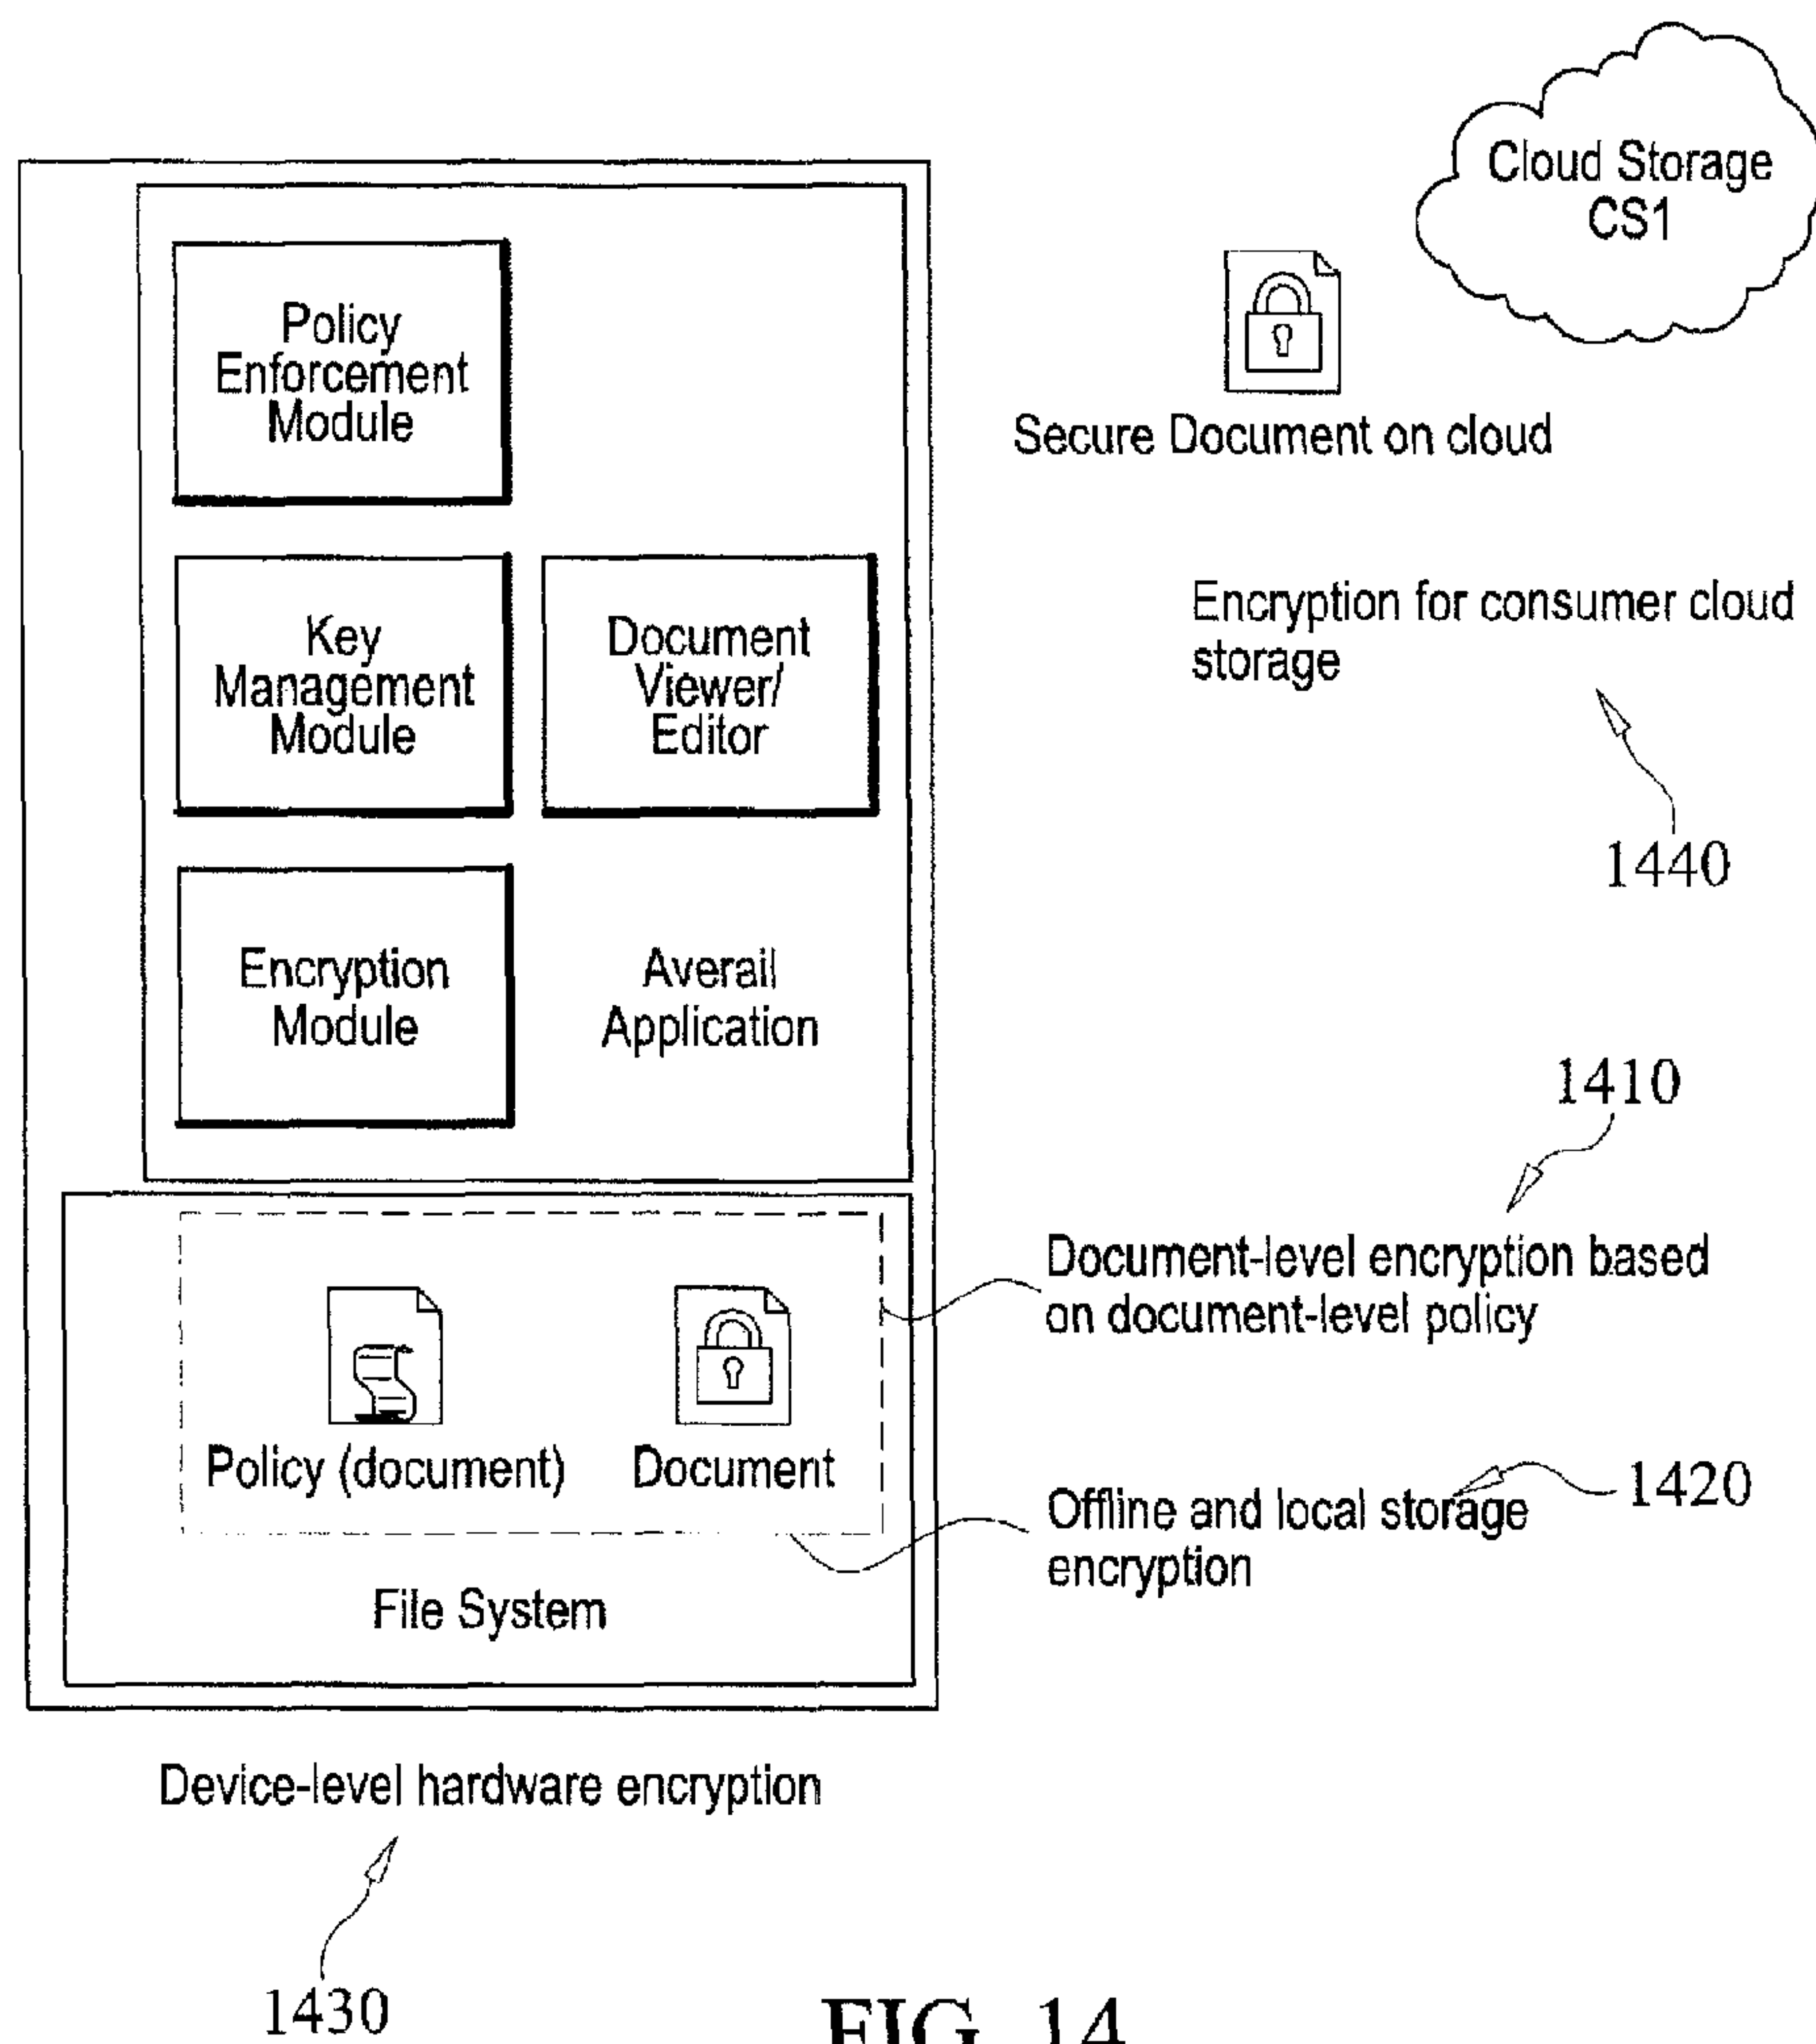 Cloud Storage
CS1
Policy
Enforcement
Module
Secure Document on cloud
Key
Management
Module
Document
Viewer/
Editor
Encryption for consumer cloud
storage
1440
Encryption
Module
Averail
Application
1410
Document-level encryption based
on document-level policy
Policy (document)
Document
1420
Offline and local storage
encryption
File System
Device-level hardware encryption
1430
FIG. 14